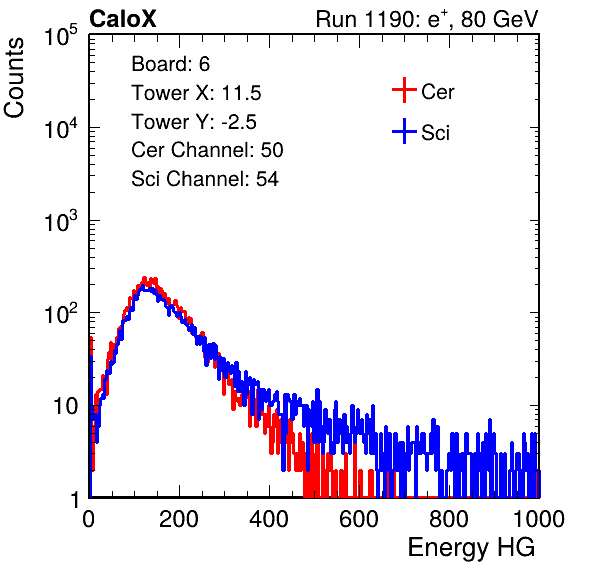 CaloX Run 1190: e+, 80 GeV
Counts
Board: 6
Tower X: 11.5
Tower Y: -2.5
Cer Channel: 50
Sci Channel: 54
Cer
Sci
10^5
10^4
10^3
10^2
10
1
0 200 400 600 800 1000
Energy HG